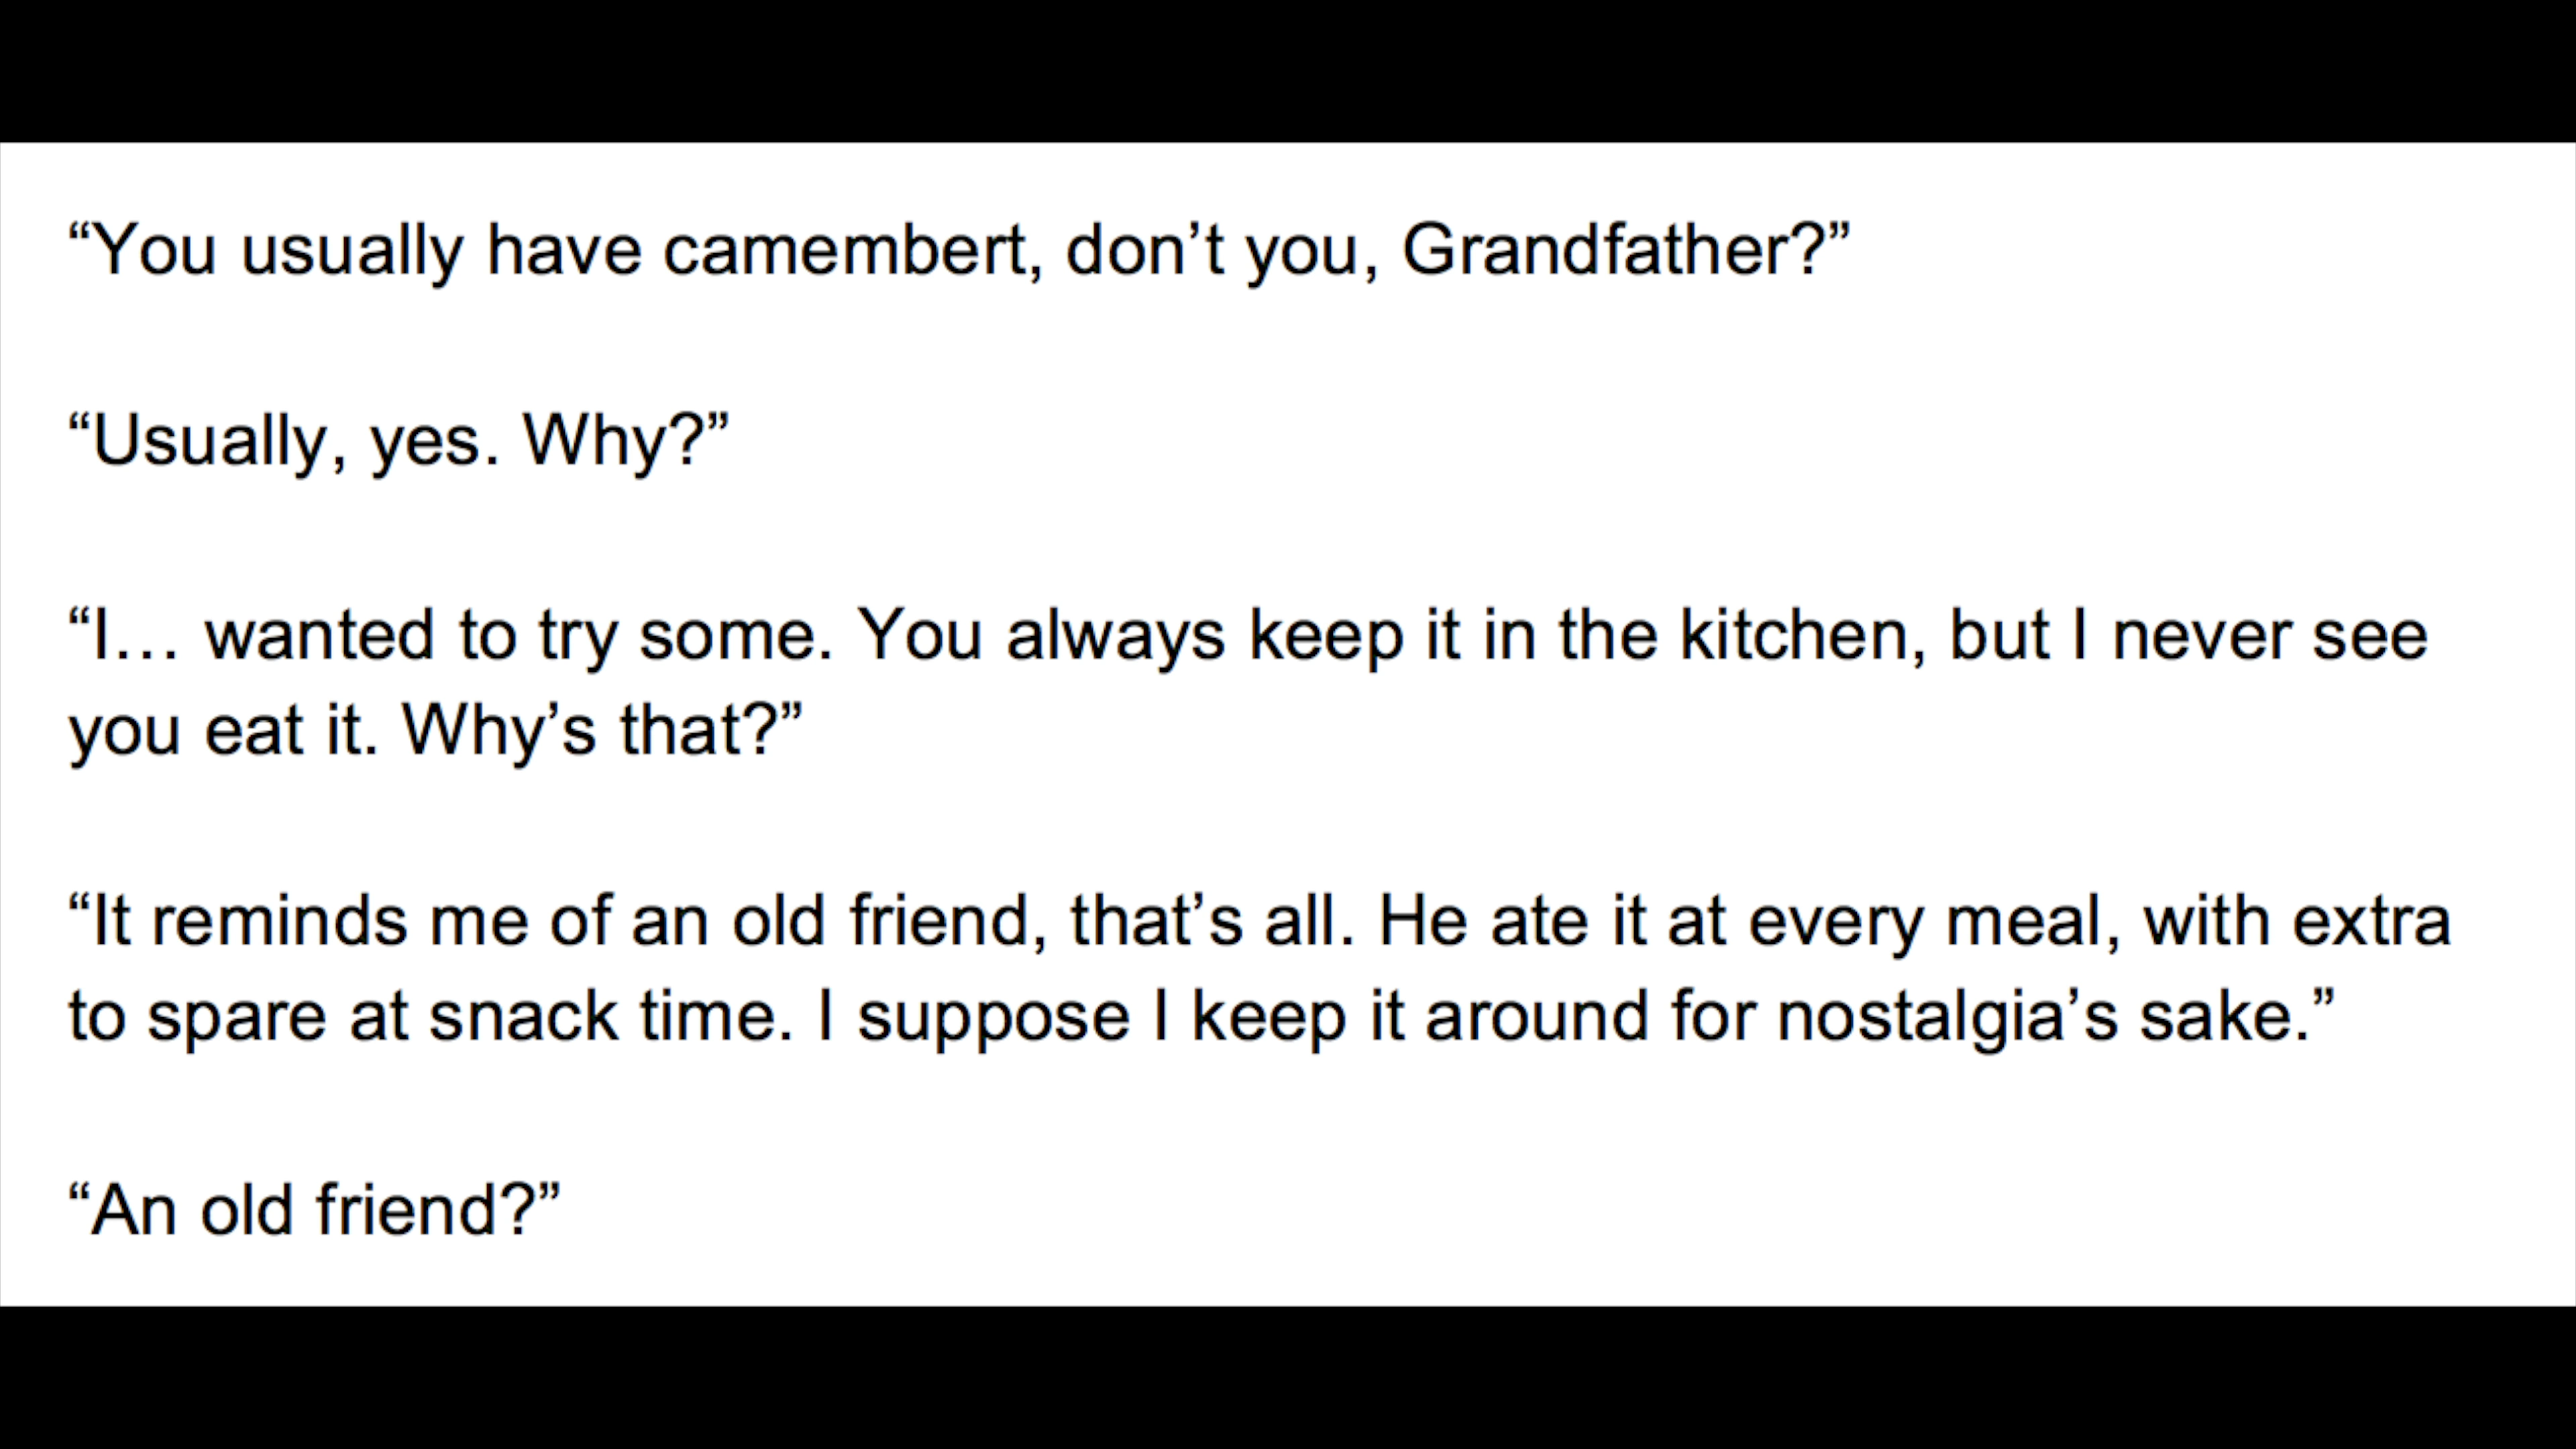 “You usually have camembert, don’t you, Grandfather?”
“Usually, yes. Why?”
“I… wanted to try some. You always keep it in the kitchen, but I never see
you eat it. Why’s that?”
“It reminds me of an old friend, that’s all. He ate it at every meal, with extra
to spare at snack time. I suppose I keep it around for nostalgia’s sake.”
“An old friend?”